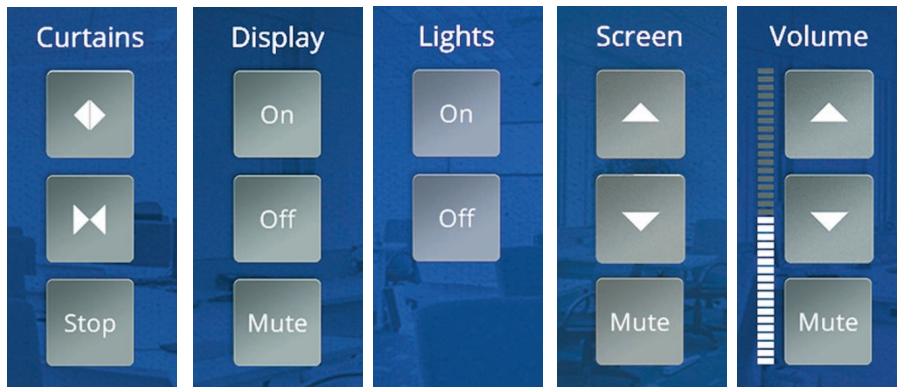 Curtains
Stop
Display
On
Off
Mute
Lights
On
Off
Screen
Mute
Volume
Mute